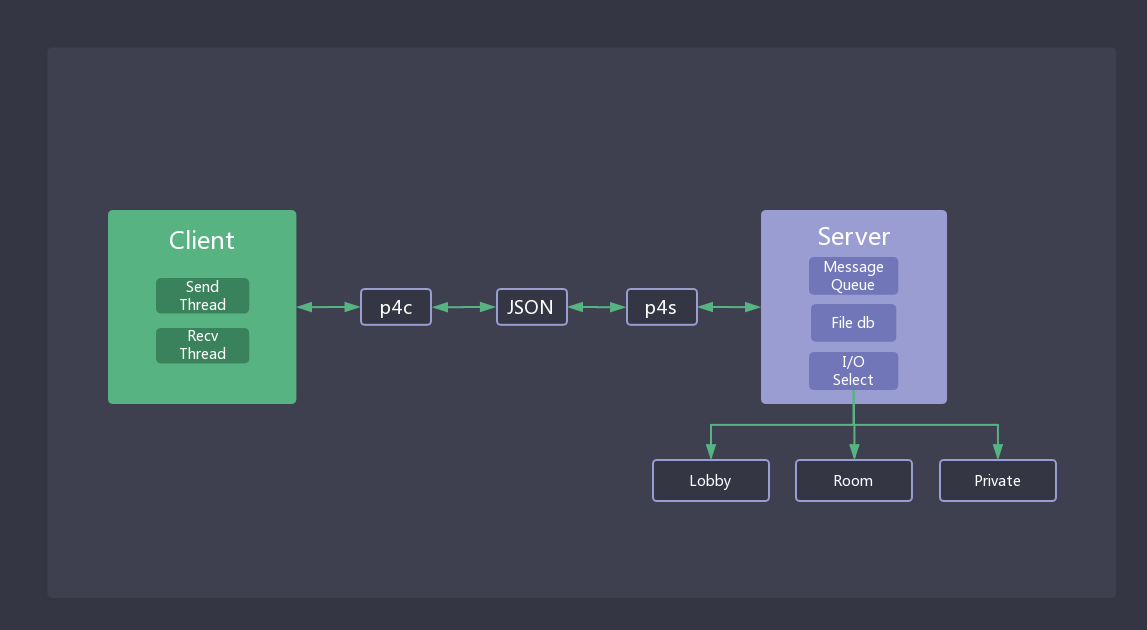 Client
Send
Thread
Recv
Thread
p4c
JSON
p4s
Server
Message
Queue
File db
I/O
Select
Lobby
Room
Private